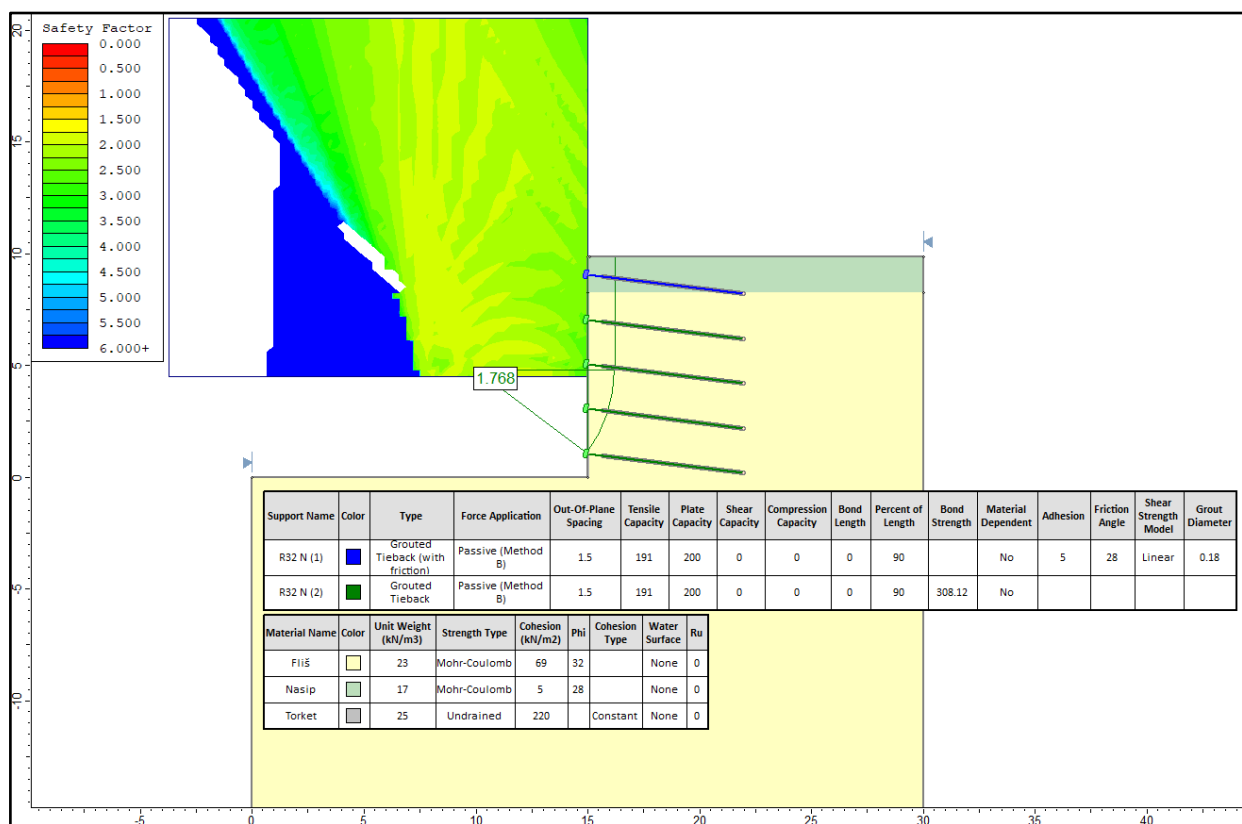 Safety Factor
0.000
0.500
1.000
1.500
2.000
2.500
3.000
3.500
4.000
4.500
5.000
5.500
6.000+
20
15
10
5
0
-5
-10
1.768
Support Name Color Type Force Application Out-Of-Plane Spacing Tensile Capacity Plate Capacity Shear Capacity Compression Capacity Bond Length Percent of Length Bond Strength Material Dependent Adhesion Friction Angle Shear Strength Model Grout Diameter
R32 N (1) Grouted Tieback (with friction) Passive (Method B) 1.5 191 200 0 0 0 90 No 5 28 Linear 0.18
R32 N (2) Grouted Tieback Passive (Method B) 1.5 191 200 0 0 0 90 308.12 No
Material Name Color Unit Weight (kN/m3) Strength Type Cohesion (kN/m2) Phi Cohesion Type Water Surface Ru
Fliš 23 Mohr-Coulomb 69 32 None 0
Nasip 17 Mohr-Coulomb 5 28 None 0
Torket 25 Undrained 220 Constant None 0
-5 0 5 10 15 20 25 30 35 40